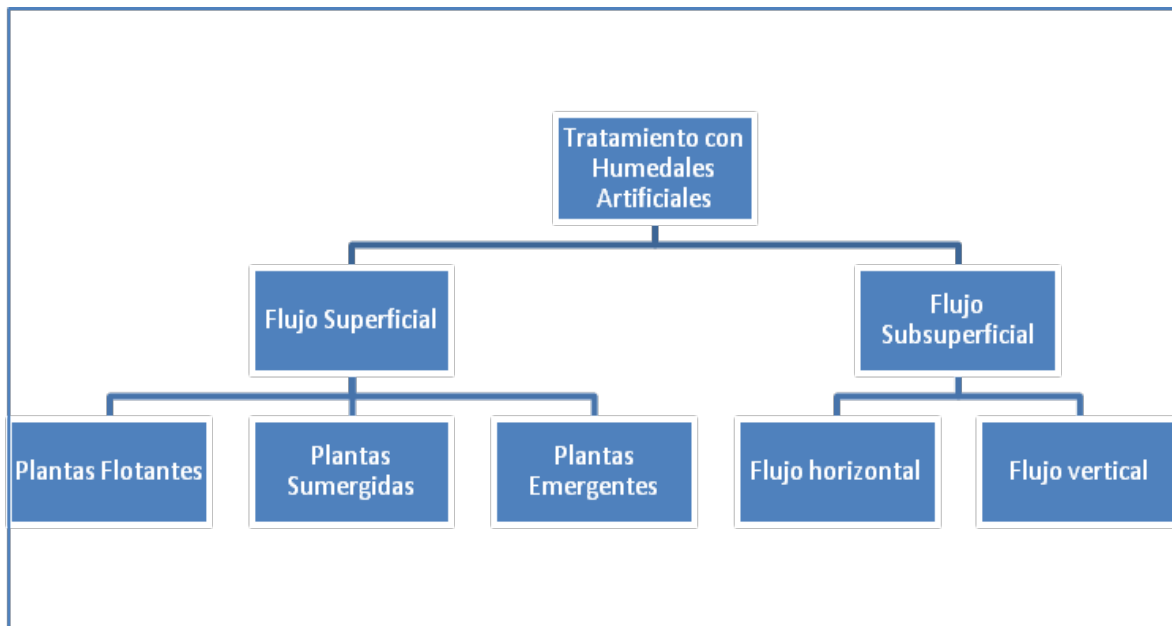 Tratamiento con
Humedales
Artificiales
Flujo Superficial
Flujo
Subsuperficial
Plantas Flotantes
Plantas
Sumergidas
Plantas
Emergentes
Flujo horizontal
Flujo vertical